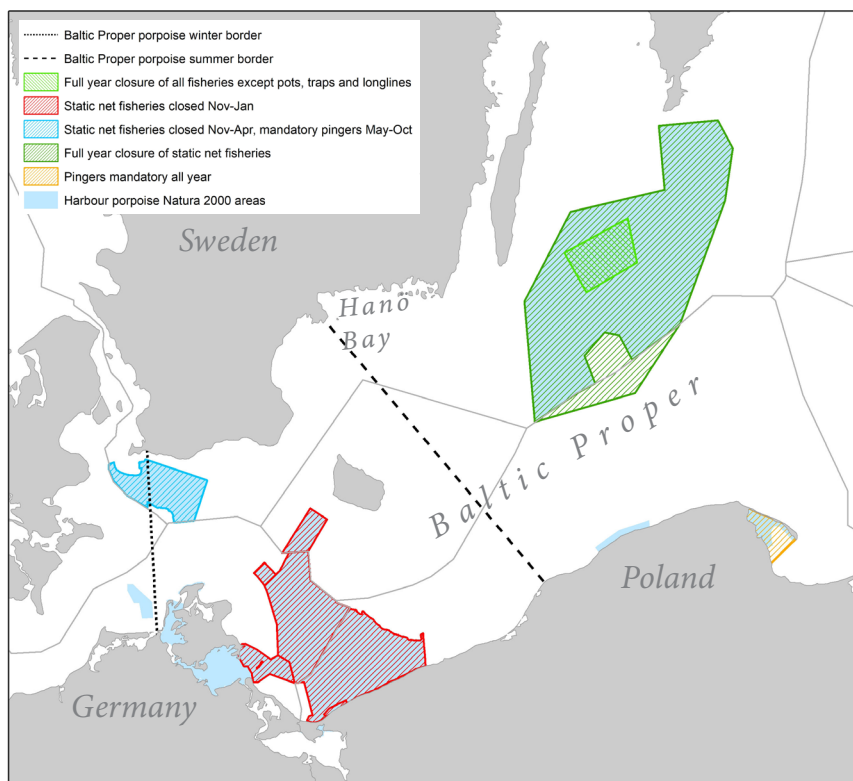 Baltic Proper porpoise winter border
Baltic Proper porpoise summer border
Full year closure of all fisheries except pots, traps and longlines
Static net fisheries closed Nov-Jan
Static net fisheries closed Nov-Apr, mandatory pingers May-Oct
Full year closure of static net fisheries
Pingers mandatory all year
Harbour porpoise Natura 2000 areas
Sweden
Hanö
Bay
Baltic Proper
Poland
Germany